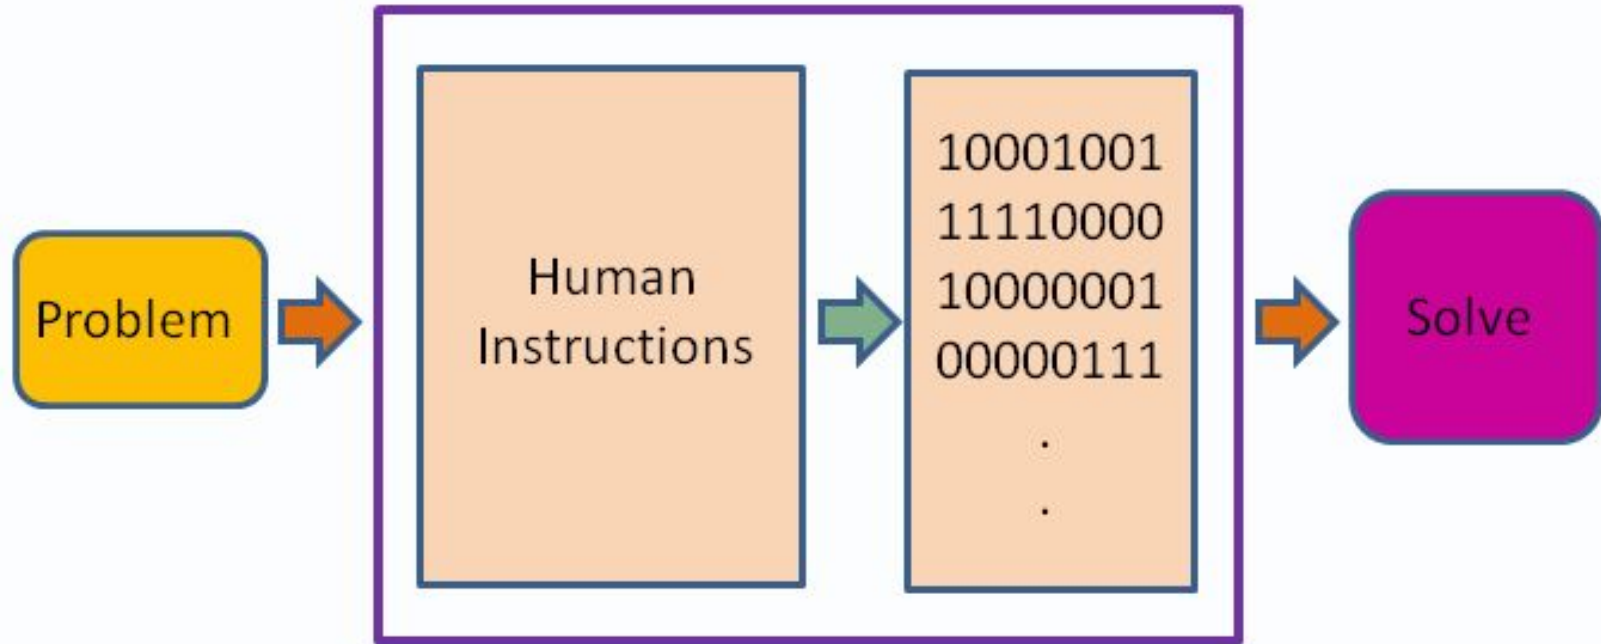 Problem
Human
Instructions
10001001
11110000
10000001
00000111
.
.
Solve